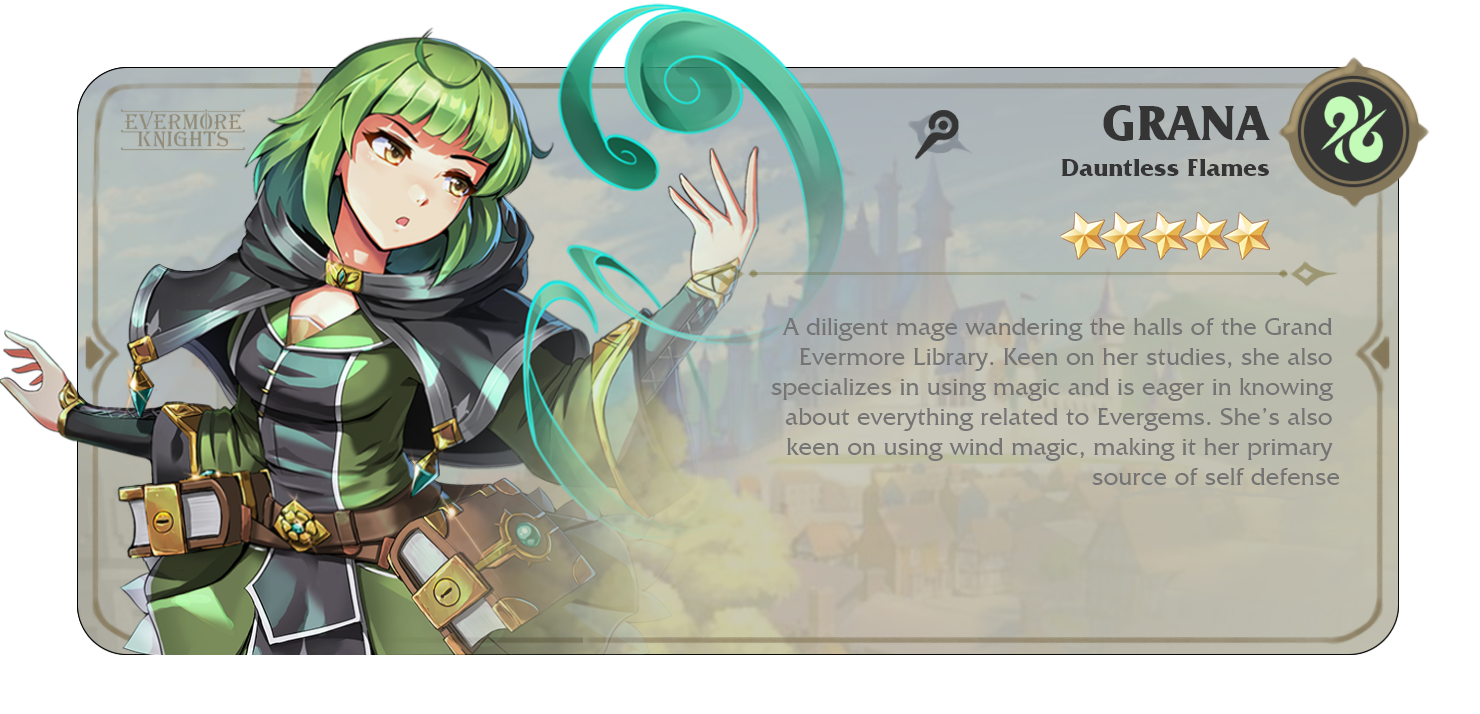 EVERMORE
KNIGHTS
GRANA
Dauntless Flames
A diligent mage wandering the halls of the Grand
Evermore Library. Keen on her studies, she also
specializes in using magic and is eager in knowing
about everything related to Evergems. She's also
keen on using wind magic, making it her primary
source of self defense